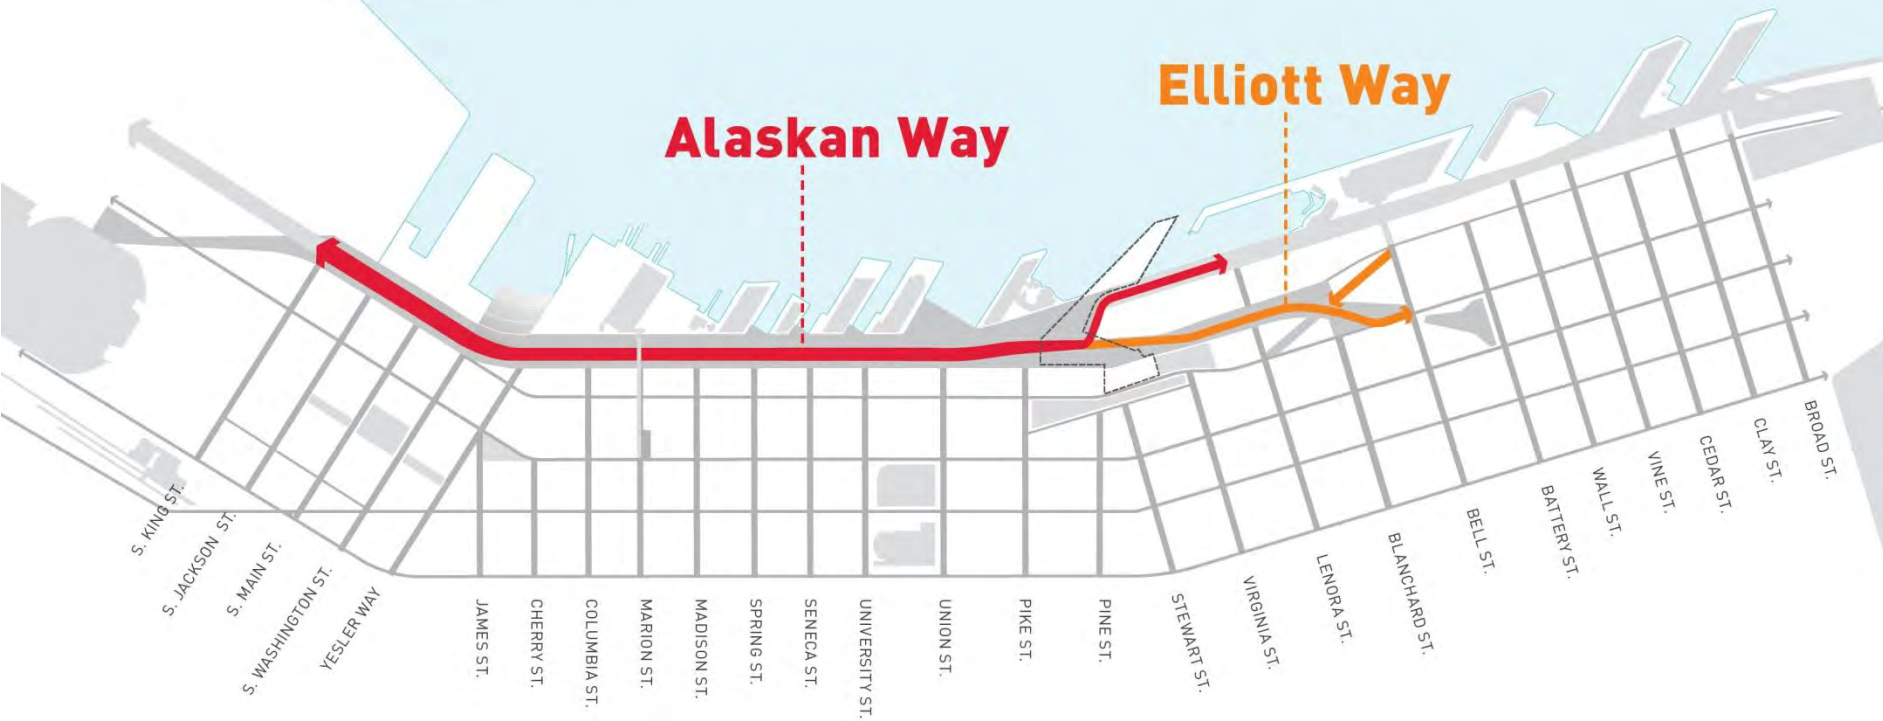 Elliott Way
Alaskan Way
S. KING ST.
S. JACKSON ST.
S. MAIN ST.
S. WASHINGTON ST.
YESLER WAY
JAMES ST.
CHERRY ST.
COLUMBIA ST.
MARION ST.
MADISON ST.
SPRING ST.
SENECA ST.
UNIVERSITY ST.
UNION ST.
PIKE ST.
PINE ST.
STEWART ST.
VIRGINIA ST.
LENORA ST.
BLANCHARD ST.
BELL ST.
BATTERY ST.
WALL ST.
VINE ST.
CEDAR ST.
CLAY ST.
BROAD ST.